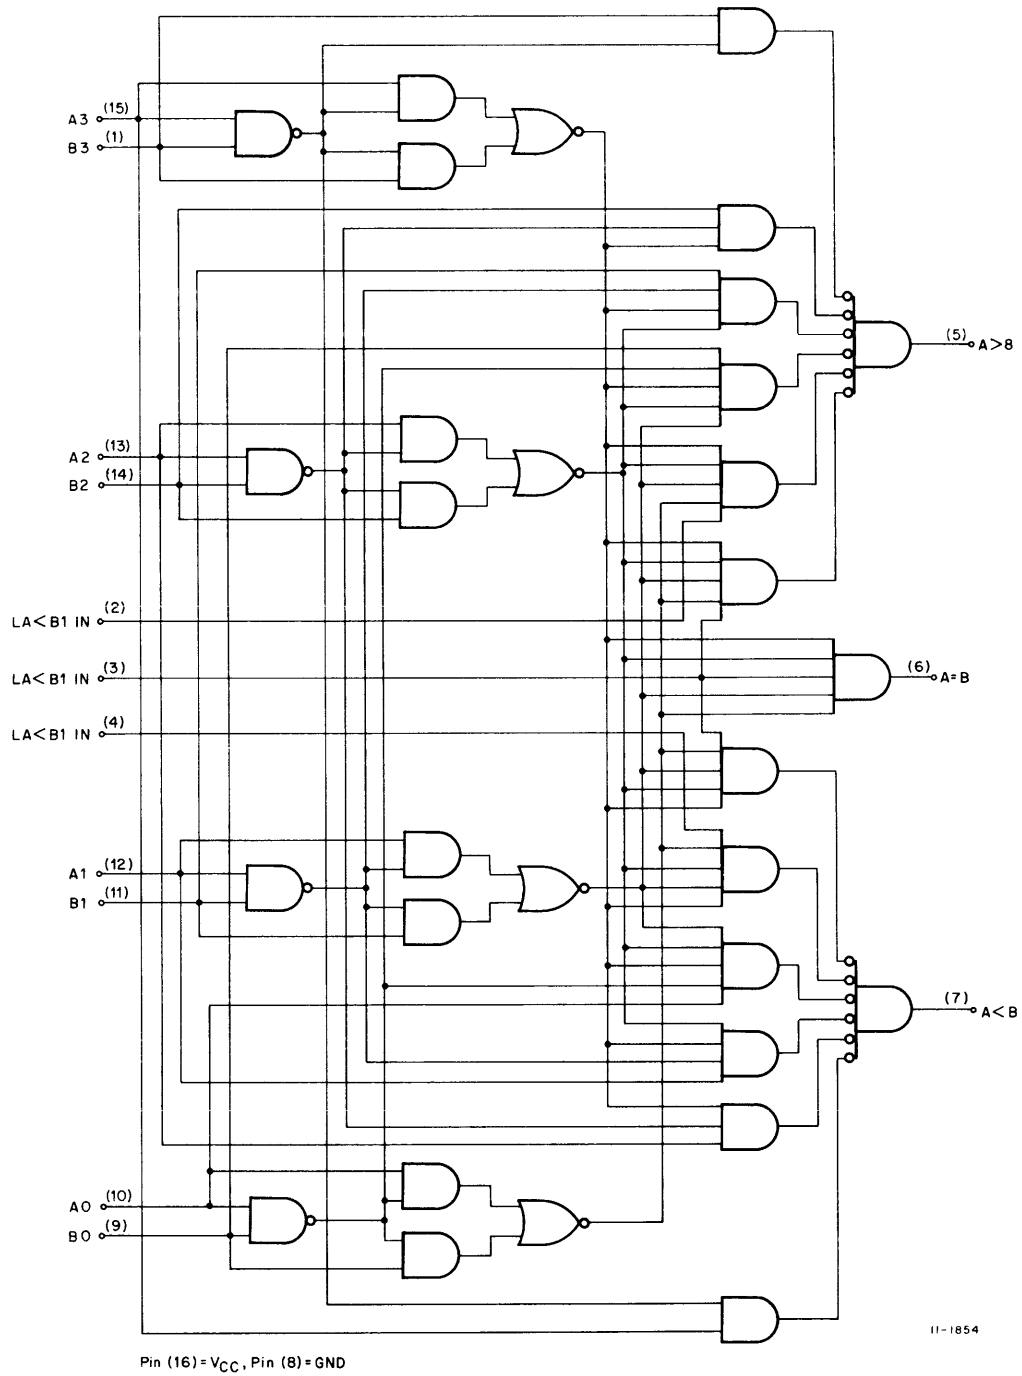 A3 (15)
B3 (1)
(5) A>8
A2 (13)
B2 (14)
LA<B1 IN (2)
LA<B1 IN (3)
(6) A=B
LA<B1 IN (4)
A1 (12)
B1 (11)
(7) A<B
A0 (10)
B0 (9)
11-1854
Pin (16)=VCC, Pin (8)=GND